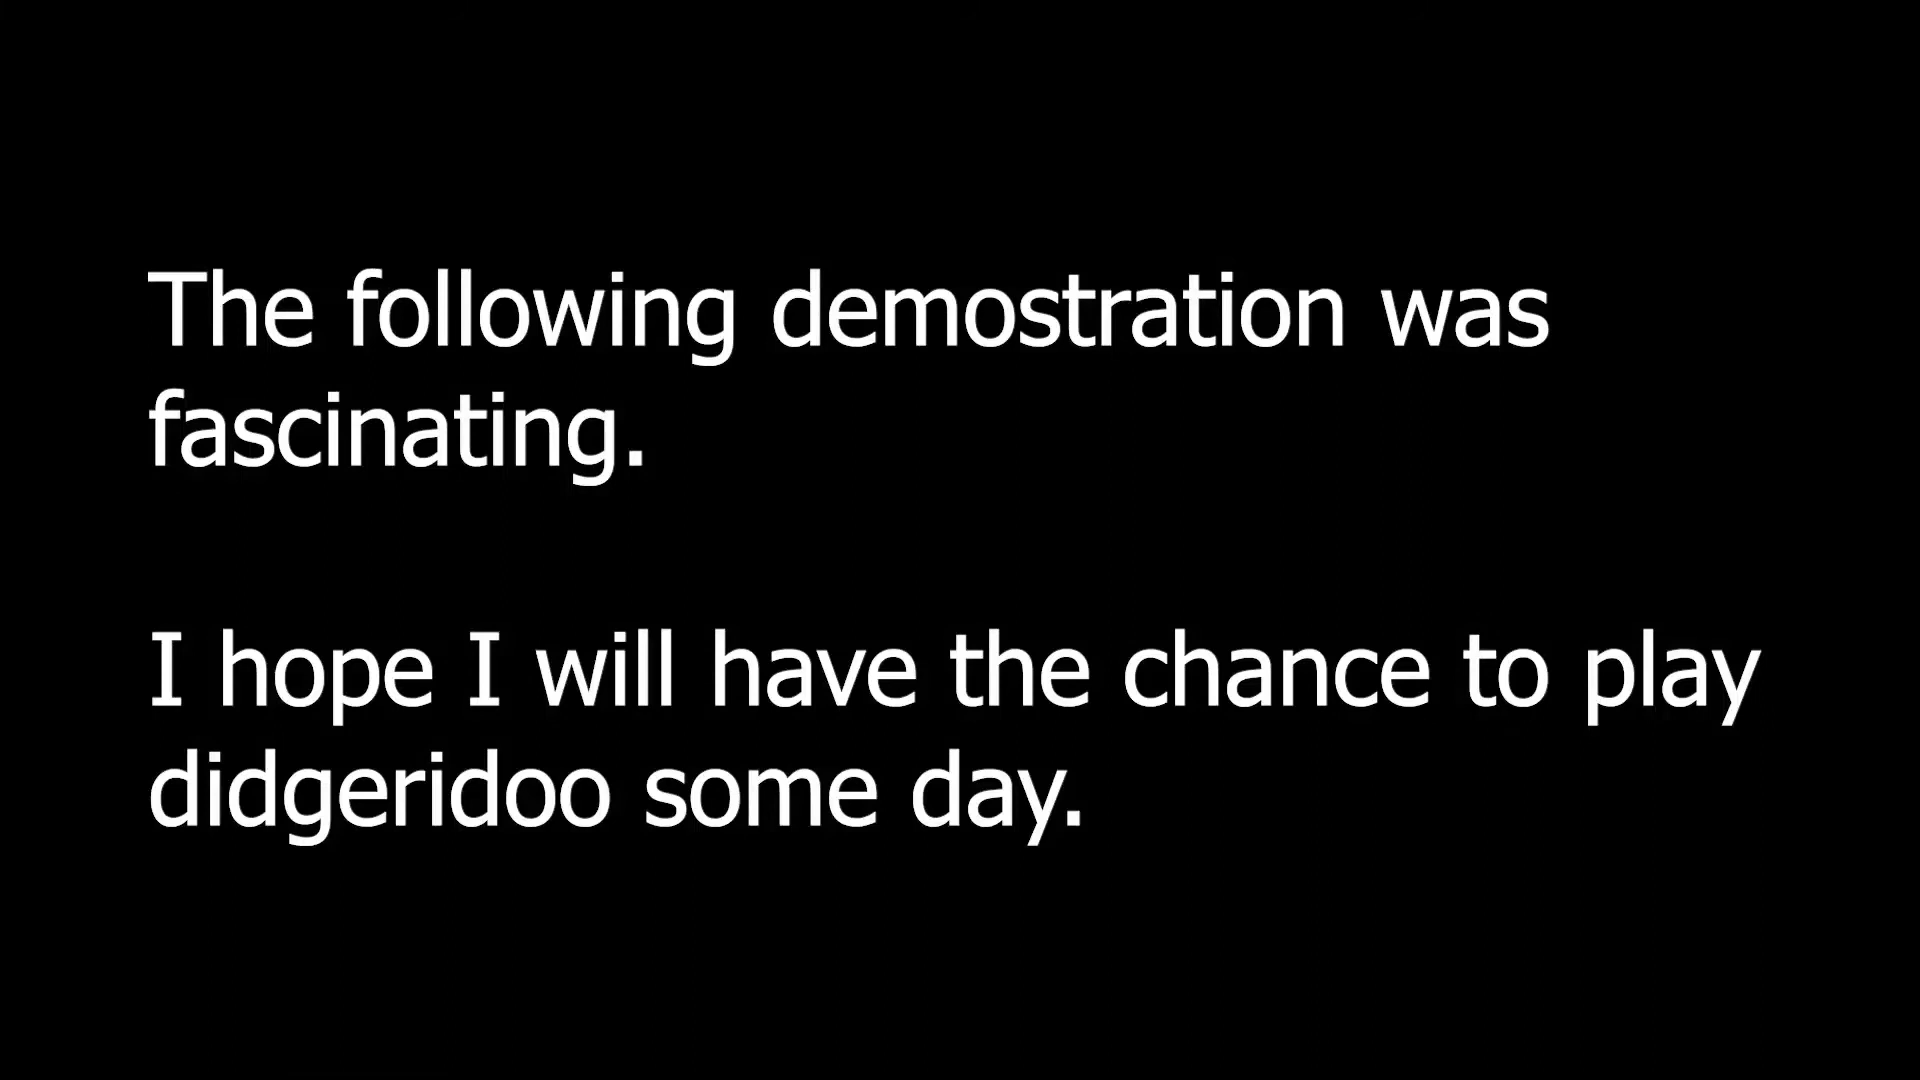 The following demostration was
fascinating.
I hope I will have the chance to play
didgeridoo some day.